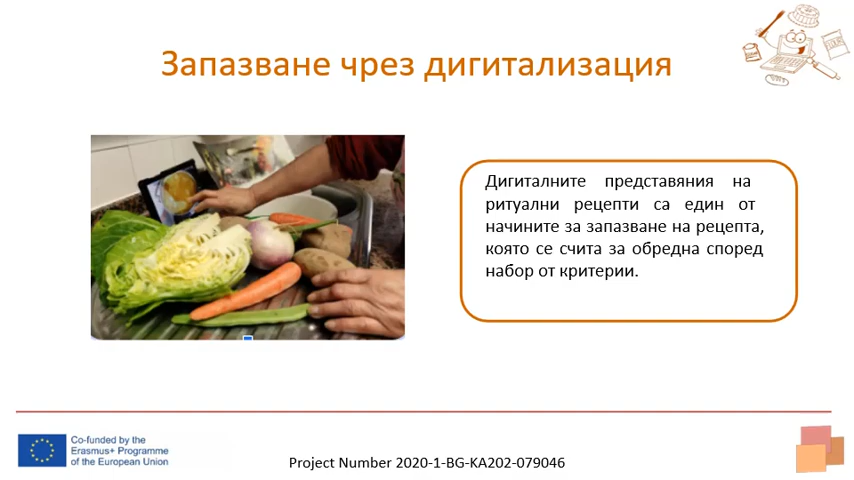 Запазване чрез дигитализация
Дигиталните представяния на
ритуални рецепти са един от
начините за запазване на рецепта,
която се счита за обредна според
набор от критерии.
Co-funded by the
Erasmus+ Programme
of the European Union
Project Number 2020-1-BG-KA202-079046